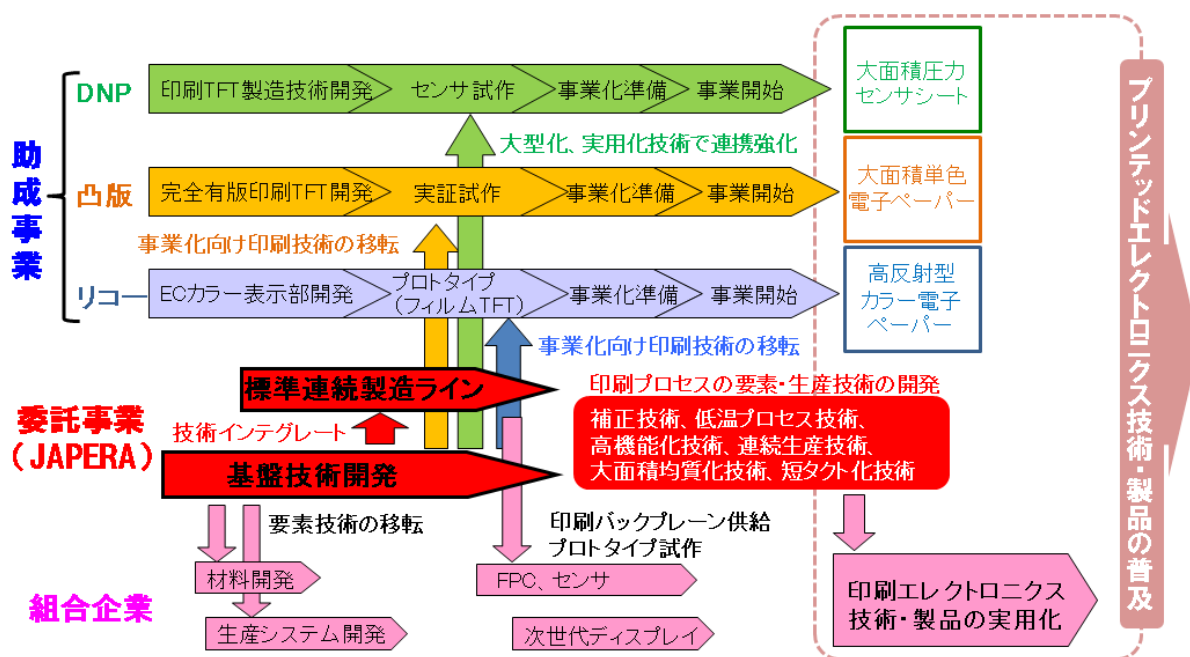 助成事業
DNP
印刷TFT製造技術開発
センサ試作
事業化準備
事業開始
大面積圧力
センサシート
大型化、実用化技術で連携強化
凸版
完全有版印刷TFT開発
実証試作
事業化準備
事業開始
大面積単色
電子ペーパー
事業化向け印刷技術の移転
リコー
ECカラー表示部開発
プロトタイプ
(フィルムTFT)
事業化準備
事業開始
高反射型
カラー電子
ペーパー
事業化向け印刷技術の移転
委託事業
(JAPERA)
標準連続製造ライン
技術インテグレート
基盤技術開発
印刷プロセスの要素・生産技術の開発
補正技術、低温プロセス技術、
高機能化技術、連続生産技術、
大面積均質化技術、短タクト化技術
要素技術の移転
印刷バックプレーン供給
プロトタイプ試作
組合企業
材料開発
生産システム開発
FPC、センサ
次世代ディスプレイ
印刷エレクトロニクス
技術・製品の実用化
プリンテッドエレクトロニクス技術・製品の普及